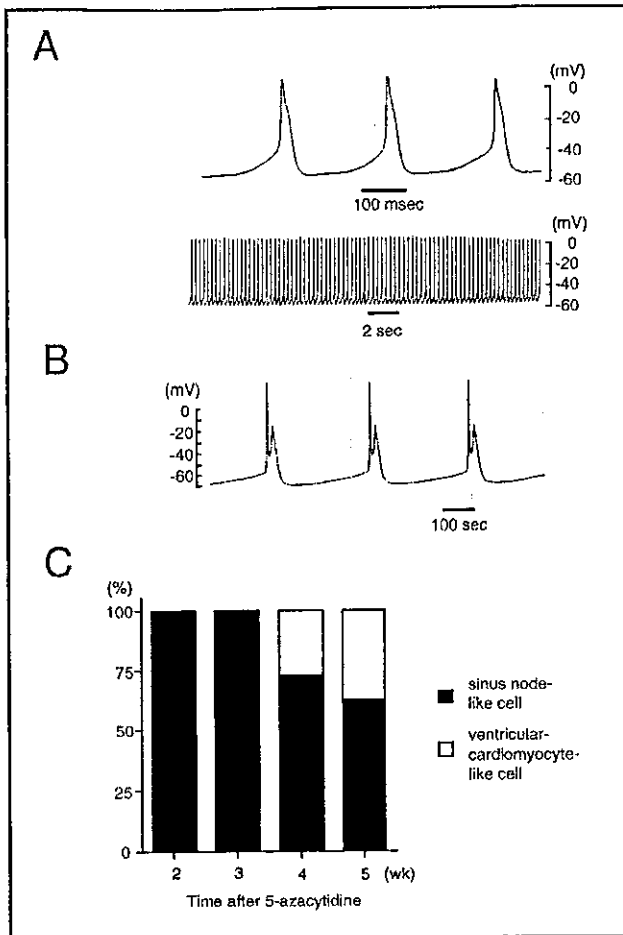 A
(mV)
0
-20
-40
-60
100 msec
(mV)
0
-20
-40
-60
2 sec
B
(mV)
0
-20
-40
-60
100 sec
C
(%)
100
75
50
25
0
2 3 4 5 (wk)
Time after 5-azacytidine
sinus node-
like cell
ventricular-
cardiomyocyte-
like cell